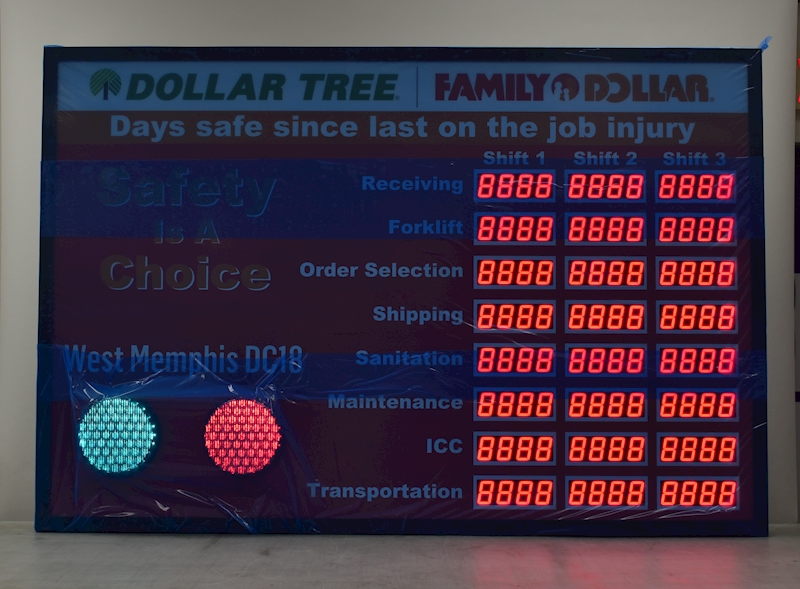 DOLLAR TREE. FAMILY DOLLAR.
Days safe since last on the job injury
Safety
Is A
Choice
West Memphis DC18
Shift 1 Shift 2 Shift 3
Receiving 8888 8888 8888
Forklift 8888 8888 8888
Order Selection 8888 8888 8888
Shipping 8888 8888 8888
Sanitation 8888 8888 8888
Maintenance 8888 8888 8888
ICC 8888 8888 8888
Transportation 8888 8888 8888